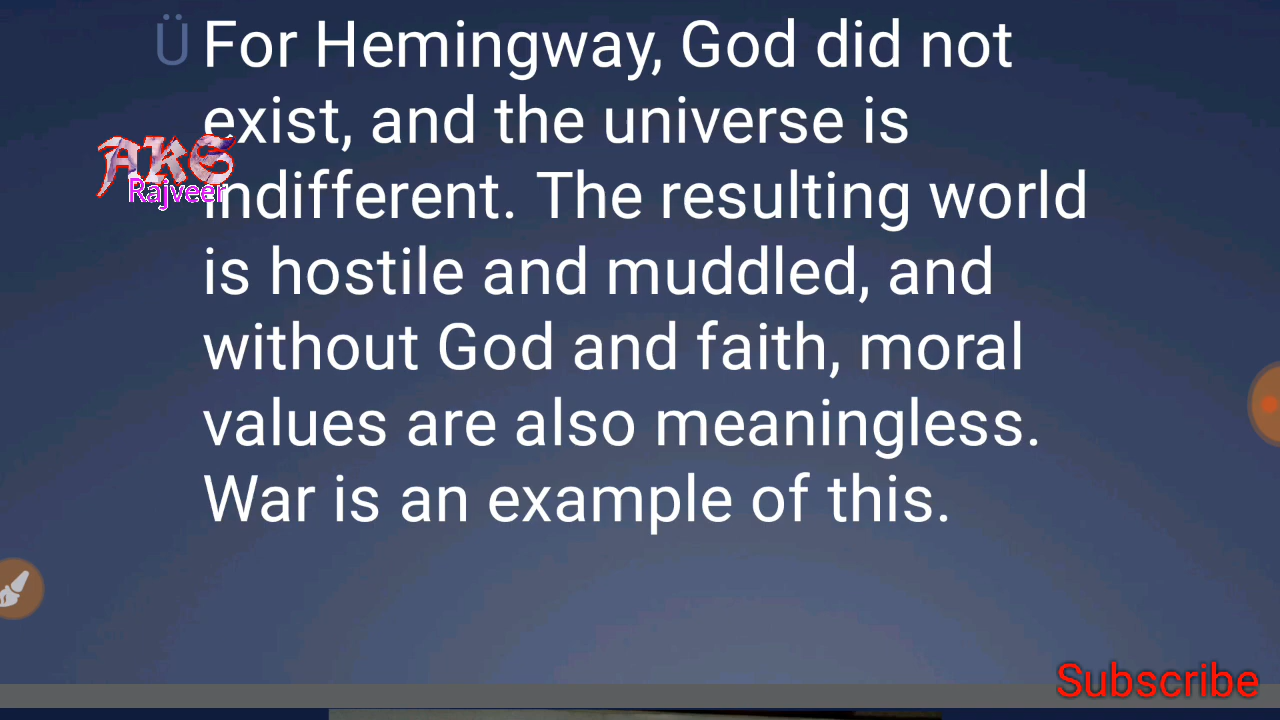 Ü For Hemingway, God did not
exist, and the universe is
indifferent. The resulting world
is hostile and muddled, and
without God and faith, moral
values are also meaningless.
War is an example of this.
AKS
Rajveer
Subscribe